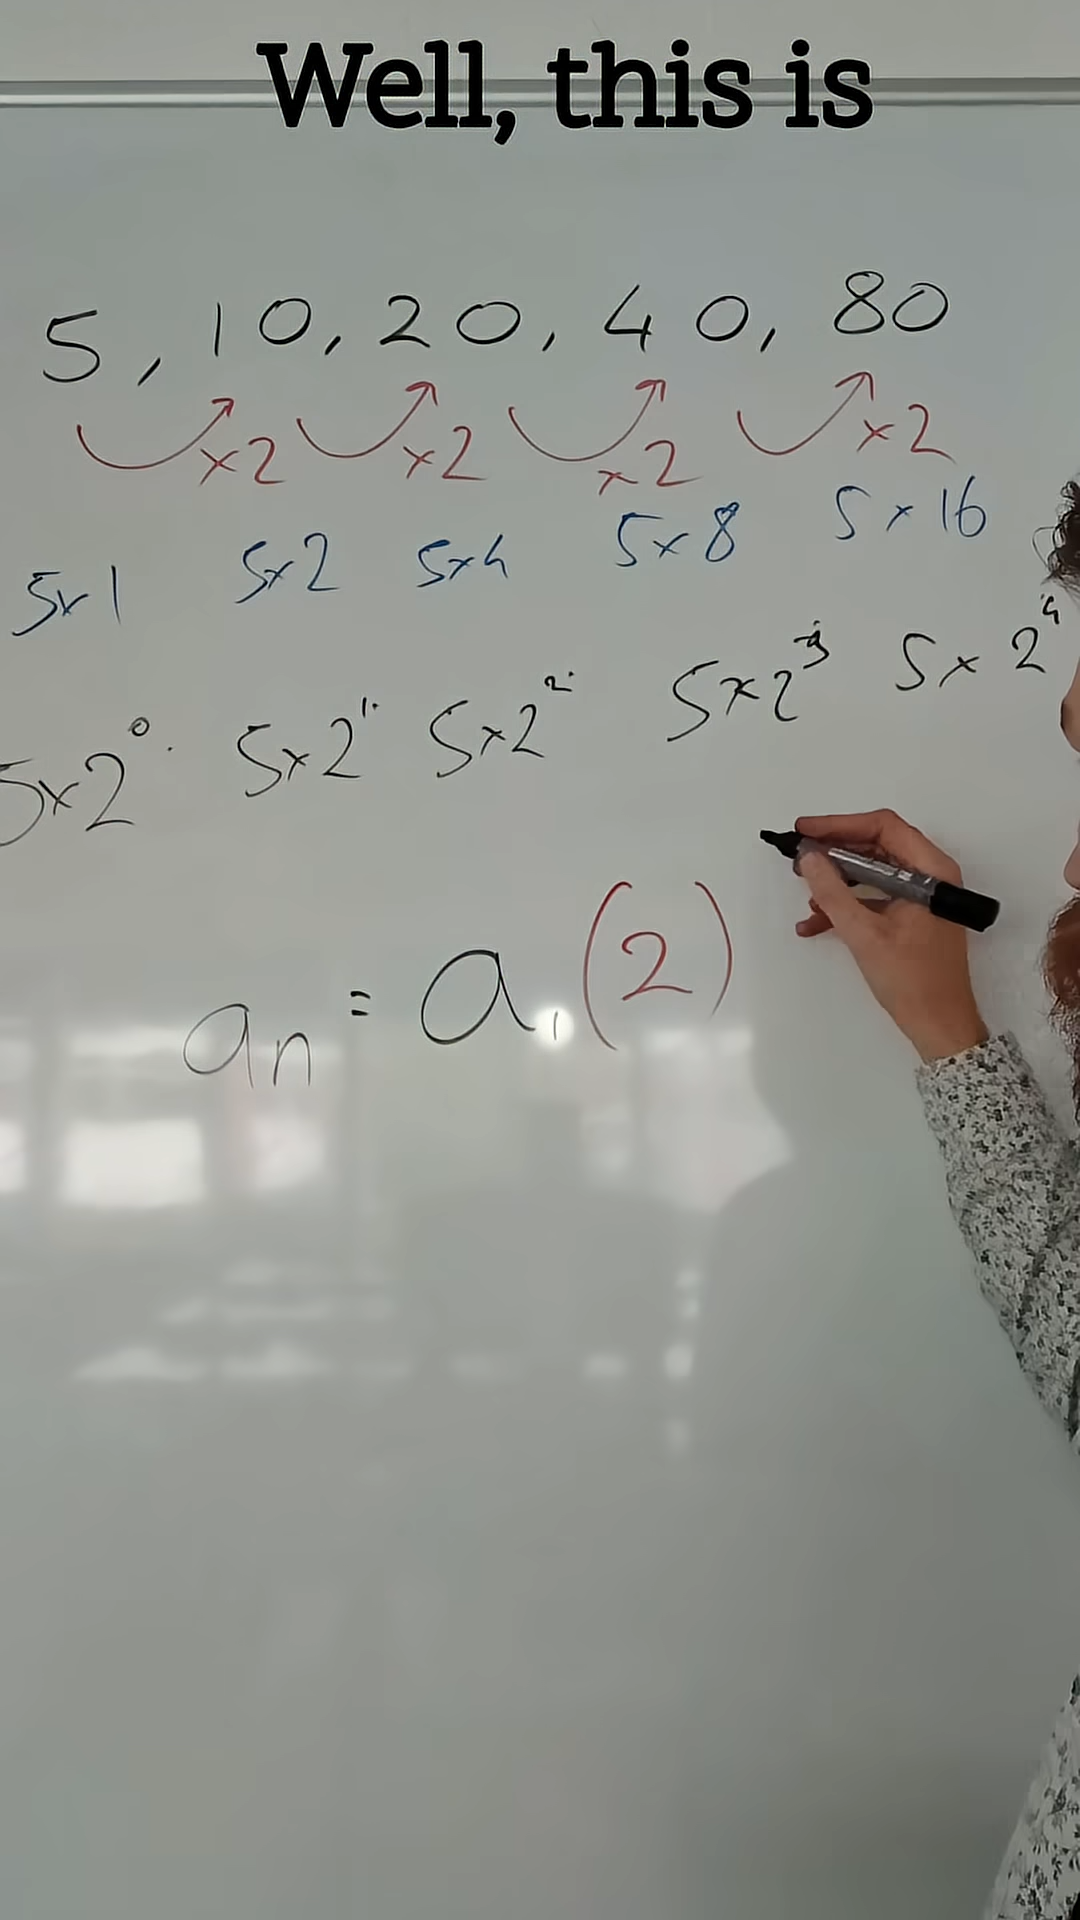 Well, this is
5, 10, 20, 40, 80
×2 ×2 ×2 ×2
5×1 5×2 5×4 5×8 5×16
5×2⁰ 5×2¹ 5×2² 5×2³ 5×2⁴
aₙ = a₁(2)